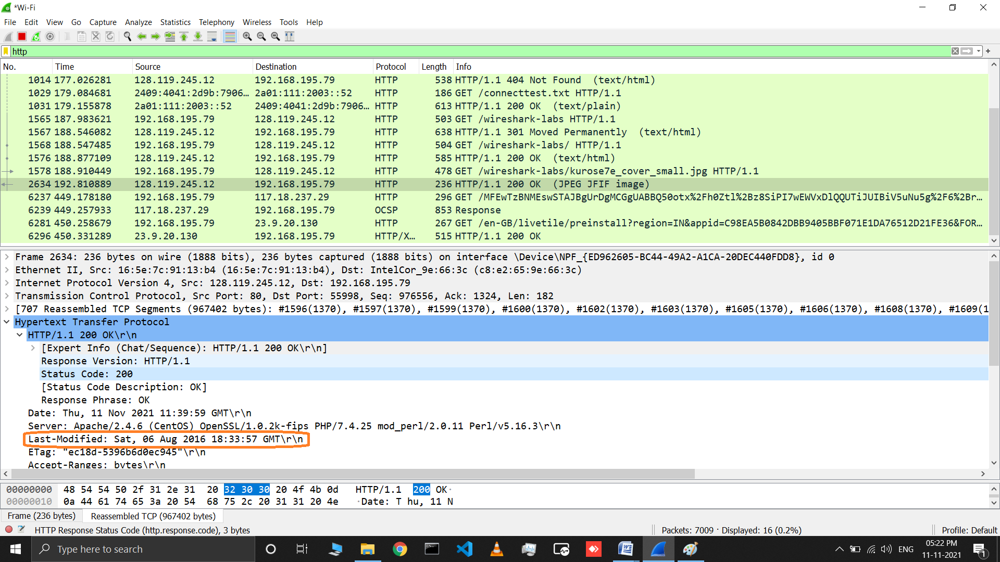 *Wi-Fi
File Edit View Go Capture Analyze Statistics Telephony Wireless Tools Help
http
No. Time Source Destination Protocol Length Info
1014 177.026281 128.119.245.12 192.168.195.79 HTTP 538 HTTP/1.1 404 Not Found (text/html)
1029 179.084681 2409:4041:2d9b:7906… 2a01:111:2003::52 HTTP 186 GET /connecttest.txt HTTP/1.1
1031 179.155878 2a01:111:2003::52 2409:4041:2d9b:7906… HTTP 613 HTTP/1.1 200 OK (text/plain)
1565 187.983621 192.168.195.79 128.119.245.12 HTTP 503 GET /wireshark-labs HTTP/1.1
1567 188.546082 128.119.245.12 192.168.195.79 HTTP 638 HTTP/1.1 301 Moved Permanently (text/html)
1568 188.547485 192.168.195.79 128.119.245.12 HTTP 504 GET /wireshark-labs/ HTTP/1.1
1576 188.877109 128.119.245.12 192.168.195.79 HTTP 585 HTTP/1.1 200 OK (text/html)
1578 188.910449 192.168.195.79 128.119.245.12 HTTP 478 GET /wireshark-labs/kurose7e_cover_small.jpg HTTP/1.1
2634 192.810889 128.119.245.12 192.168.195.79 HTTP 236 HTTP/1.1 200 OK (JPEG JFIF image)
6237 449.178180 192.168.195.79 117.18.237.29 HTTP 296 GET /MFEwTzBNMEswSTAJBgUrDgMCGgUABBQ50otx%2Fh0Ztl%2Bz8SiPI7wEWVxDlQQUTiJUIBiV5uNu5g%2F6%2Br…
6239 449.257933 117.18.237.29 192.168.195.79 OCSP 853 Response
6281 450.258679 192.168.195.79 23.9.20.130 HTTP 267 GET /en-GB/livetile/preinstall?region=IN&appid=C98EA5B0842DBB9405BBF071E1DA76512D21FE36&FOR…
6296 450.331289 23.9.20.130 192.168.195.79 HTTP/X… 515 HTTP/1.1 200 OK
Frame 2634: 236 bytes on wire (1888 bits), 236 bytes captured (1888 bits) on interface \Device\NPF_{ED962605-BC44-49A2-A1CA-20DEC440FDD8}, id 0
Ethernet II, Src: 16:5e:7c:91:13:b4 (16:5e:7c:91:13:b4), Dst: IntelCor_9e:66:3c (c8:e2:65:9e:66:3c)
Internet Protocol Version 4, Src: 128.119.245.12, Dst: 192.168.195.79
Transmission Control Protocol, Src Port: 80, Dst Port: 55998, Seq: 976556, Ack: 1324, Len: 182
[707 Reassembled TCP Segments (967402 bytes): #1596(1370), #1597(1370), #1599(1370), #1600(1370), #1602(1370), #1603(1370), #1605(1370), #1606(1370), #1608(1370), #1609(1
Hypertext Transfer Protocol
HTTP/1.1 200 OK\r\n
[Expert Info (Chat/Sequence): HTTP/1.1 200 OK\r\n]
Response Version: HTTP/1.1
Status Code: 200
[Status Code Description: OK]
Response Phrase: OK
Date: Thu, 11 Nov 2021 11:39:59 GMT\r\n
Server: Apache/2.4.6 (CentOS) OpenSSL/1.0.2k-fips PHP/7.4.25 mod_perl/2.0.11 Perl/v5.16.3\r\n
Last-Modified: Sat, 06 Aug 2016 18:33:57 GMT\r\n
ETag: "ec18d-5396b6d0ec945"\r\n
Accept-Ranges: bytes\r\n
00000000 48 54 54 50 2f 31 2e 31 20 32 30 30 20 4f 4b 0d HTTP/1.1 200 OK·
00000010 0a 44 61 74 65 3a 20 54 68 75 2c 20 31 31 20 4e ·Date: T hu, 11 N
Frame (236 bytes) Reassembled TCP (967402 bytes)
HTTP Response Status Code (http.response.code), 3 bytes Packets: 7009 · Displayed: 16 (0.2%) Profile: Default
Type here to search ENG 05:22 PM
11-11-2021 1